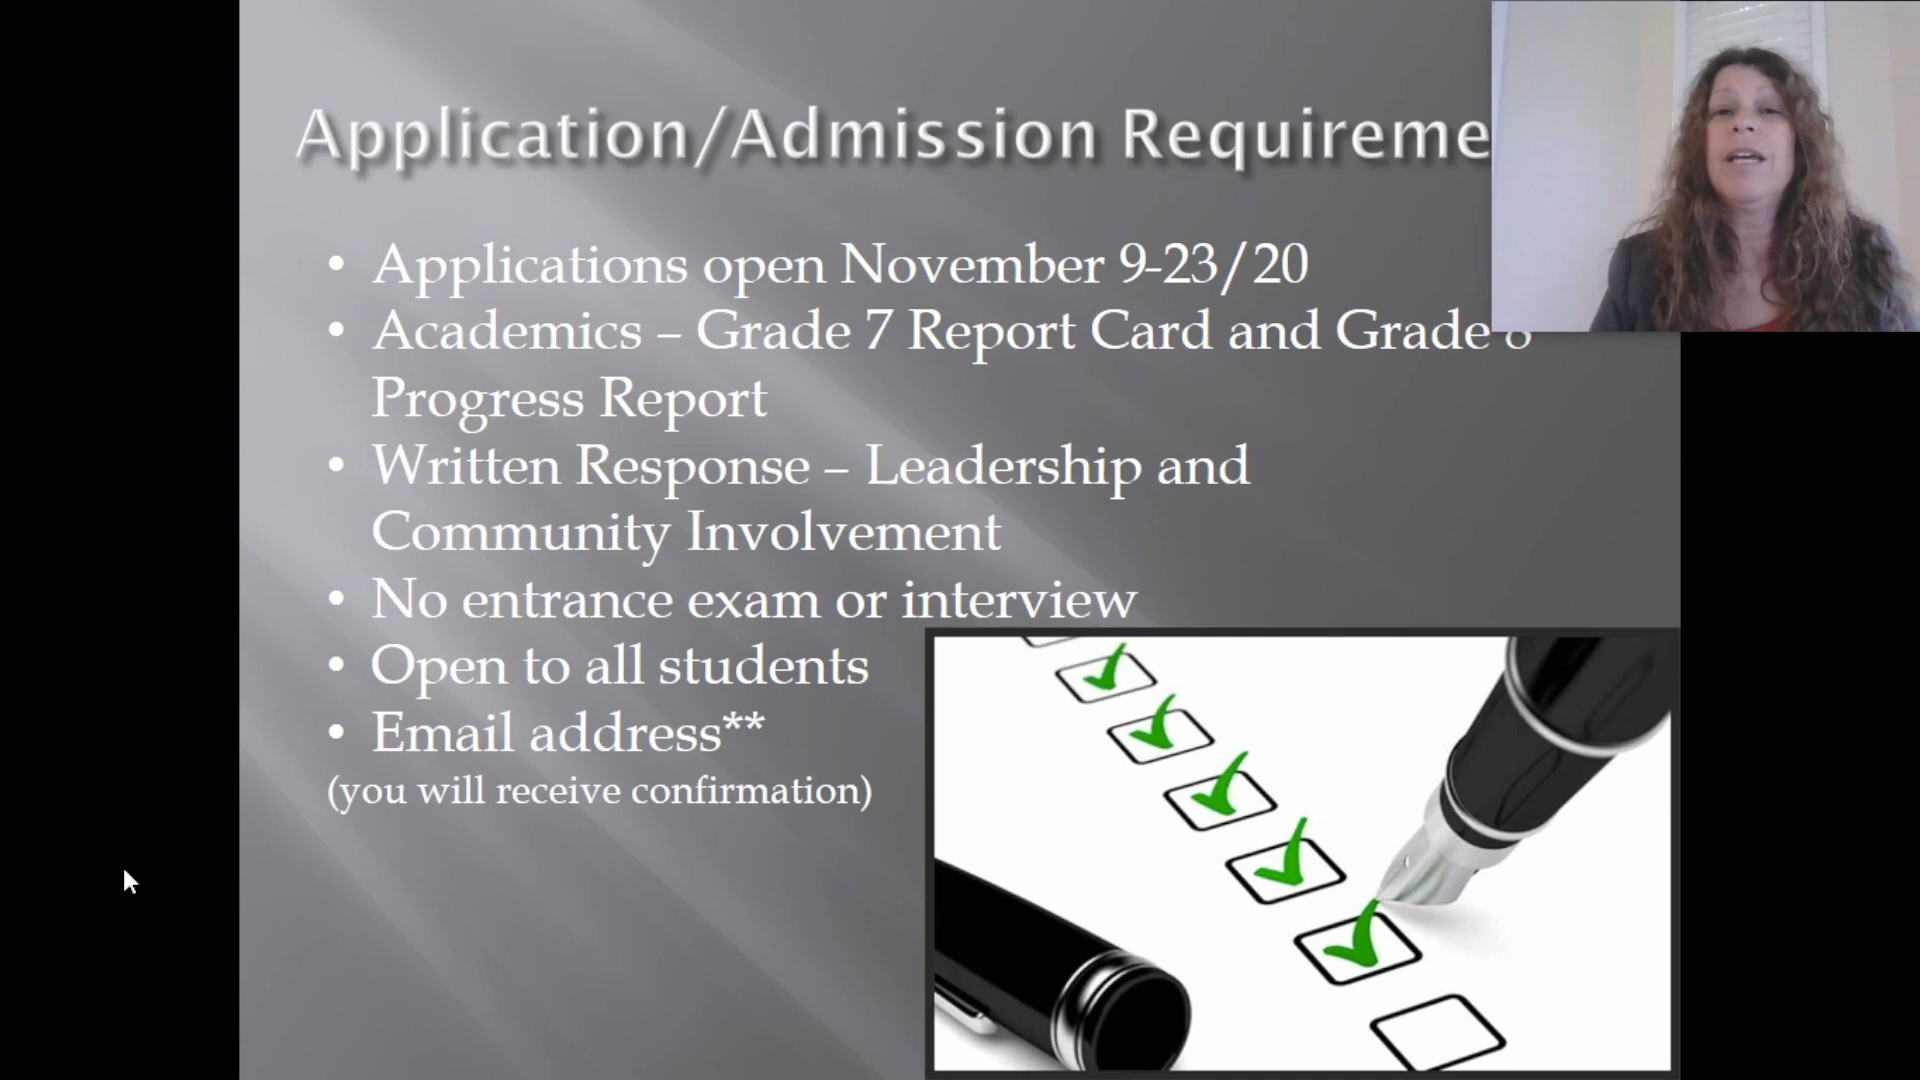 Application/Admission Requireme
• Applications open November 9-23/20
• Academics – Grade 7 Report Card and Grade 8
Progress Report
• Written Response – Leadership and
Community Involvement
• No entrance exam or interview
• Open to all students
• Email address**
(you will receive confirmation)